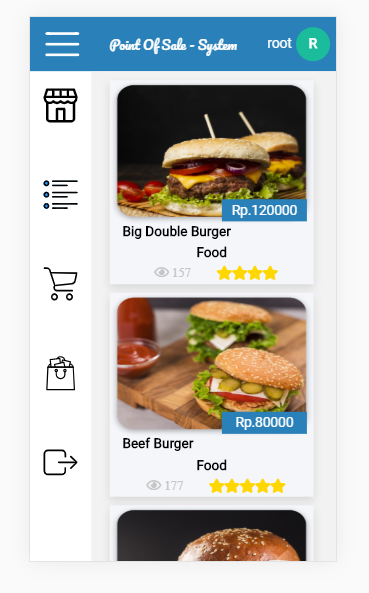 Point Of Sale - System
root
R
Rp.120000
Big Double Burger
Food
157
Rp.80000
Beef Burger
Food
177